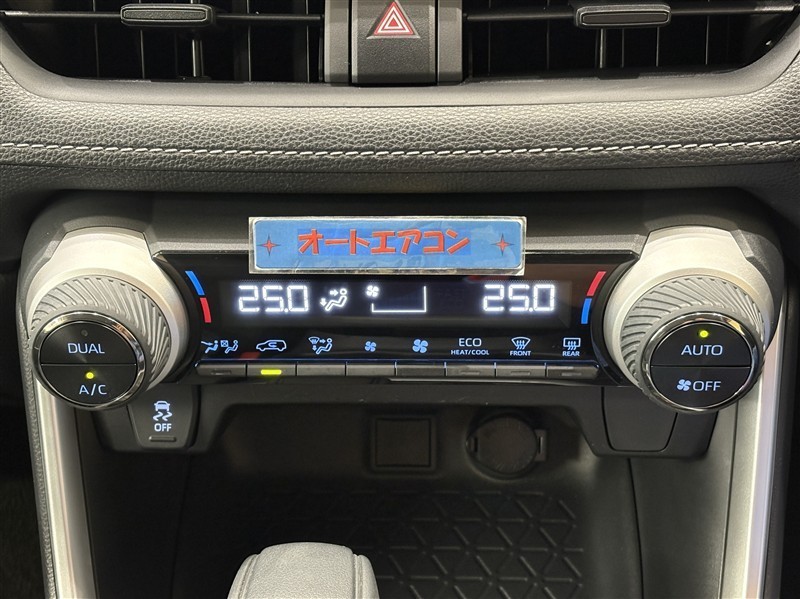 オートエアコン
25.0
25.0
DUAL
A/C
ECO
HEAT/COOL
FRONT
REAR
AUTO
OFF
OFF